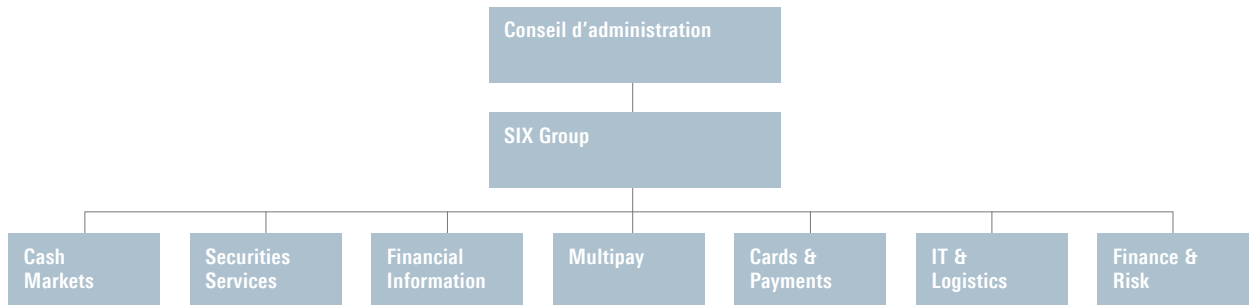 Conseil d’administration
SIX Group
Cash
Markets
Securities
Services
Financial
Information
Multipay
Cards &
Payments
IT &
Logistics
Finance &
Risk